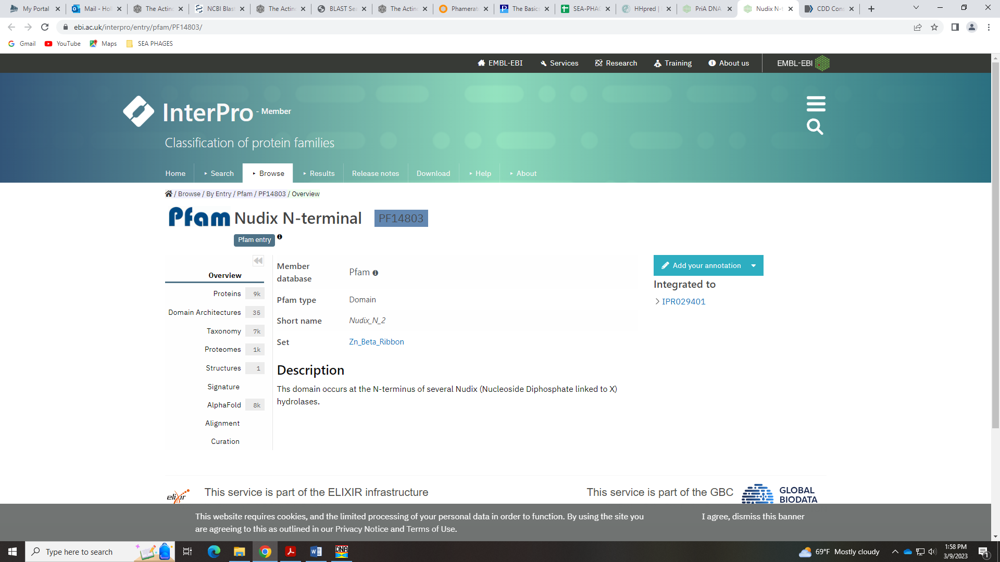 My Portal
Mail - Hol
The Actino
NCBI Blast
The Actino
BLAST Sea
The Actino
Phamerato
The Basics
SEA-PHAG
HHpred |
PriA DNA
Nudix N-t
CDD Cons
ebi.ac.uk/interpro/entry/pfam/PF14803/
Gmail
YouTube
Maps
SEA PHAGES
EMBL-EBI
Services
Research
Training
About us
EMBL-EBI
InterPro - Member
Classification of protein families
Home
Search
Browse
Results
Release notes
Download
Help
About
/ Browse / By Entry / Pfam / PF14803 / Overview
Pfam Nudix N-terminal PF14803
Pfam entry
Overview
Proteins 9k
Domain Architectures 35
Taxonomy 7k
Proteomes 1k
Structures 1
Signature
AlphaFold 8k
Alignment
Curation
Member
database
Pfam
Pfam type Domain
Short name Nudix_N_2
Set Zn_Beta_Ribbon
Description
Ths domain occurs at the N-terminus of several Nudix (Nucleoside Diphosphate linked to X)
hydrolases.
Add your annotation
Integrated to
IPR029401
elixir
This service is part of the ELIXIR infrastructure
This service is part of the GBC
GLOBAL
BIODATA
This website requires cookies, and the limited processing of your personal data in order to function. By using the site you
are agreeing to this as outlined in our Privacy Notice and Terms of Use.
I agree, dismiss this banner
Type here to search
DNA
69°F Mostly cloudy
1:58 PM
3/9/2023
1